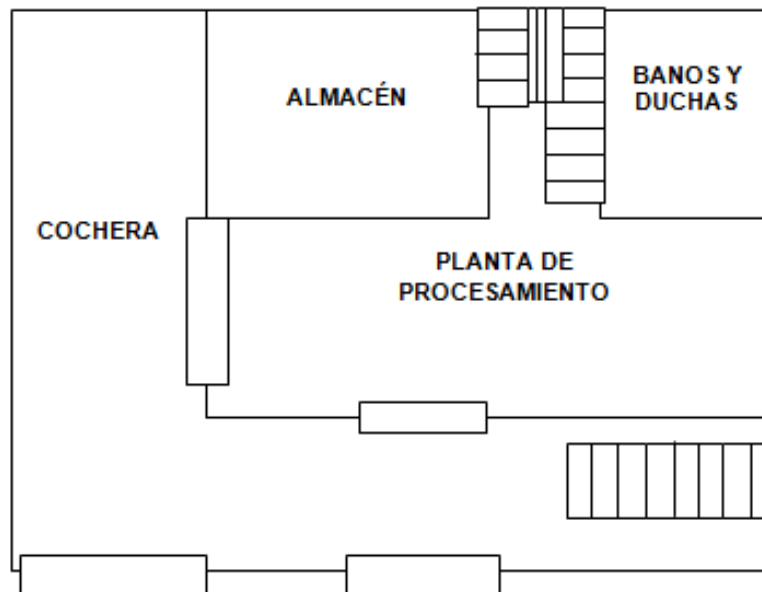 ALMACÉN
BANOS Y
DUCHAS
COCHERA
PLANTA DE
PROCESAMIENTO